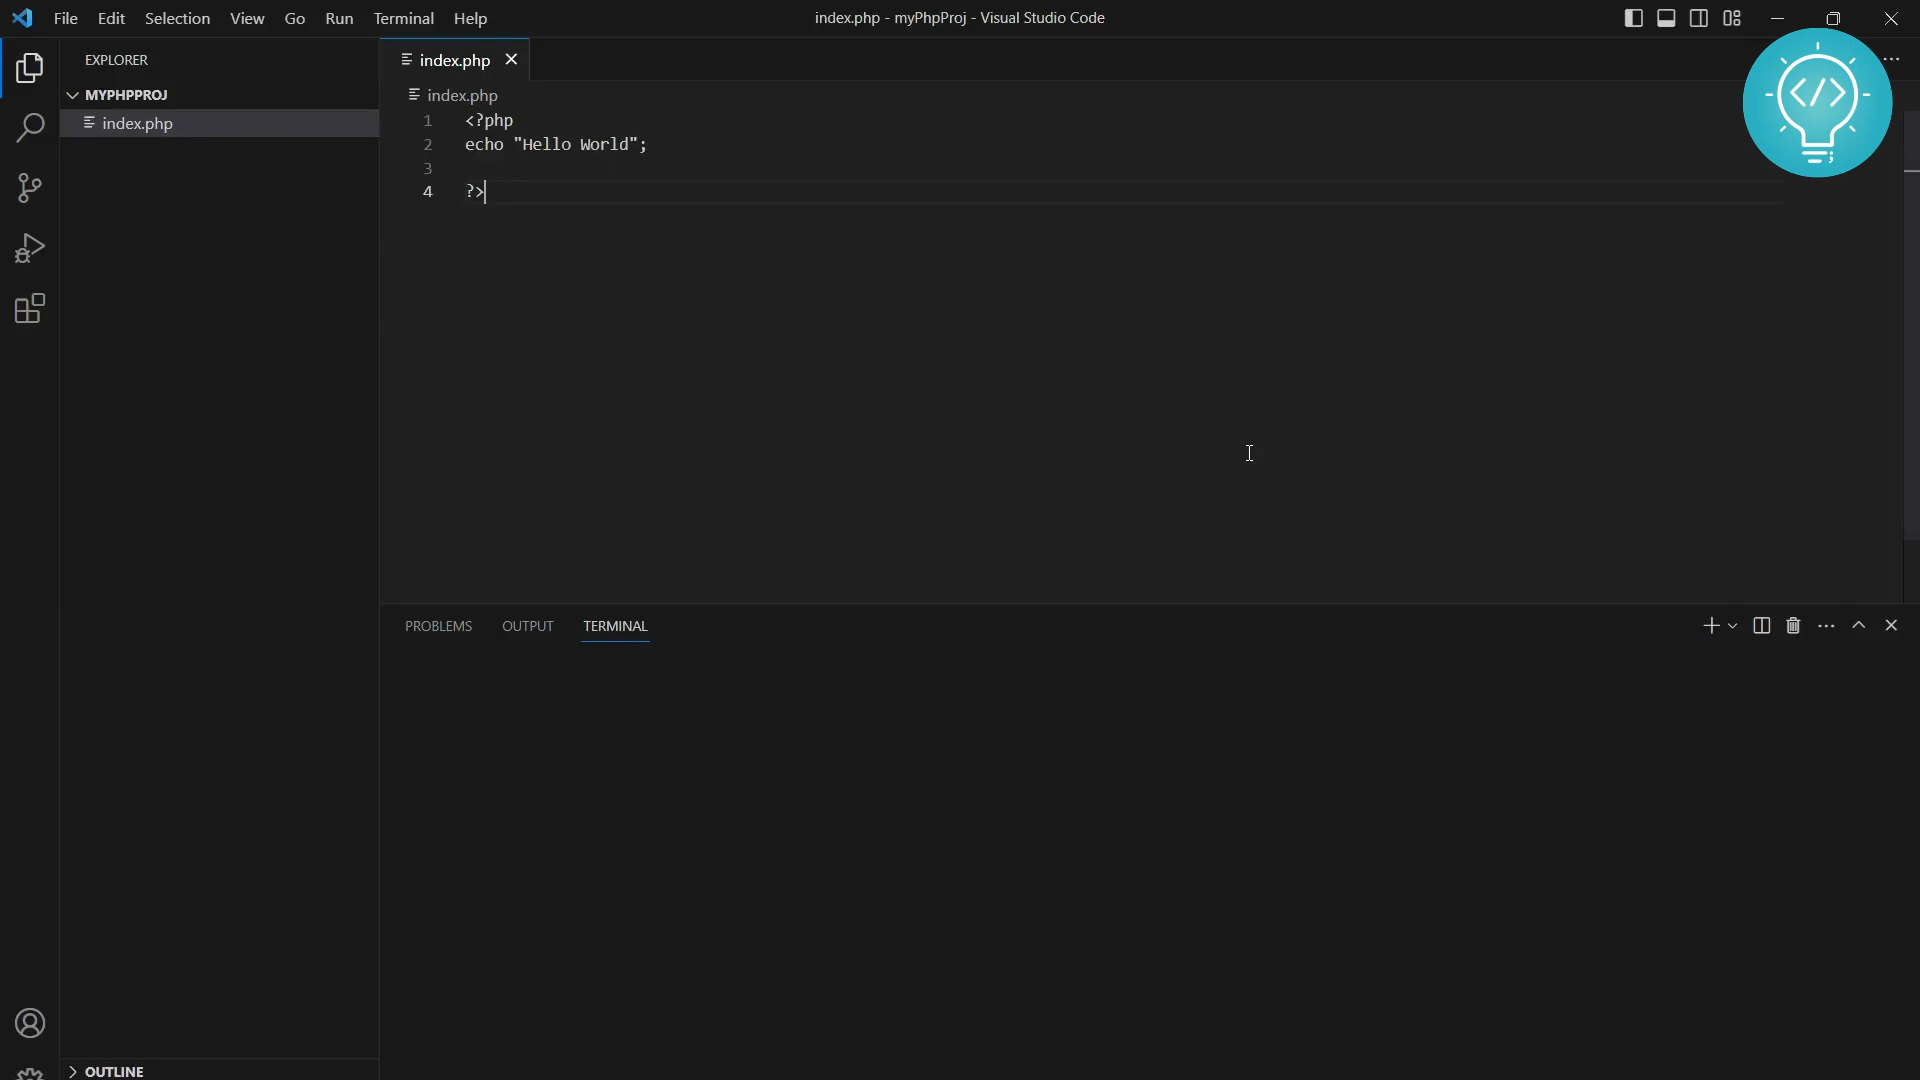 File Edit Selection View Go Run Terminal Help
index.php - myPhpProj - Visual Studio Code
EXPLORER
MYPHPPROJ
index.php
OUTLINE
index.php
index.php
1 <?php
2 echo "Hello World";
3
4 ?>
PROBLEMS OUTPUT TERMINAL
</>
;